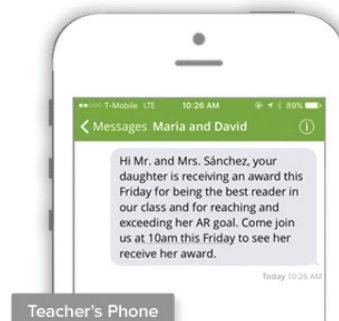 T-Mobile LTE 10:26 AM 89%
Messages Maria and David
Hi Mr. and Mrs. Sánchez, your
daughter is receiving an award this
Friday for being the best reader in
our class and for reaching and
exceeding her AR goal. Come join
us at 10am this Friday to see her
receive her award.
Today 10:26 AM
Teacher's Phone